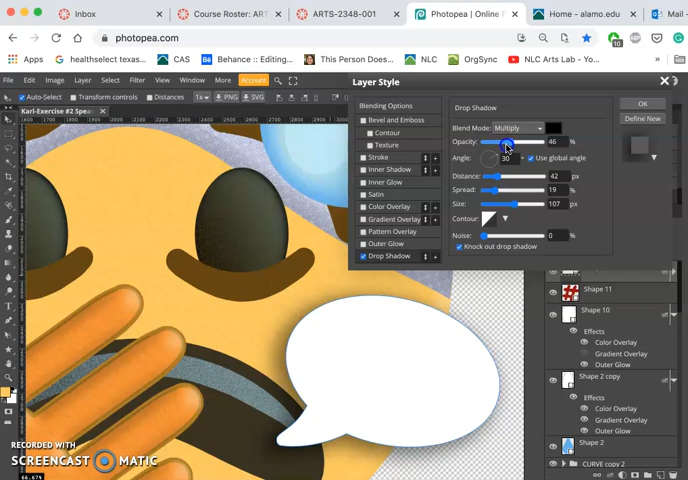 Inbox
Course Roster: ART
ARTS-2348-001
Photopea | Online P
Home - alamo.edu
Mail -
photopea.com
Apps
healthselect texas...
CAS
Behance :: Editing...
This Person Does...
NLC
OrgSync
NLC Arts Lab - Yo...
File Edit Image Layer Select Filter View Window More Account
Auto-Select Transform controls Distances 1x PNG SVG
Karl-Exercise #2 Spea
Layer Style
Blending Options
Bevel and Emboss
Contour
Texture
Stroke
Inner Shadow
Inner Glow
Satin
Color Overlay
Gradient Overlay
Pattern Overlay
Outer Glow
Drop Shadow
Drop Shadow
Blend Mode: Multiply
Opacity: 46 %
Angle: 30 ° Use global angle
Distance: 42 px
Spread: 19 %
Size: 107 px
Contour:
Noise: 0 %
Knock out drop shadow
OK
Define New
Shape 11
Shape 10
Effects
Color Overlay
Gradient Overlay
Outer Glow
Shape 2 copy
Effects
Color Overlay
Gradient Overlay
Outer Glow
Shape 2
CURVE copy 2
RECORDED WITH
SCREENCAST MATIC
66.67%